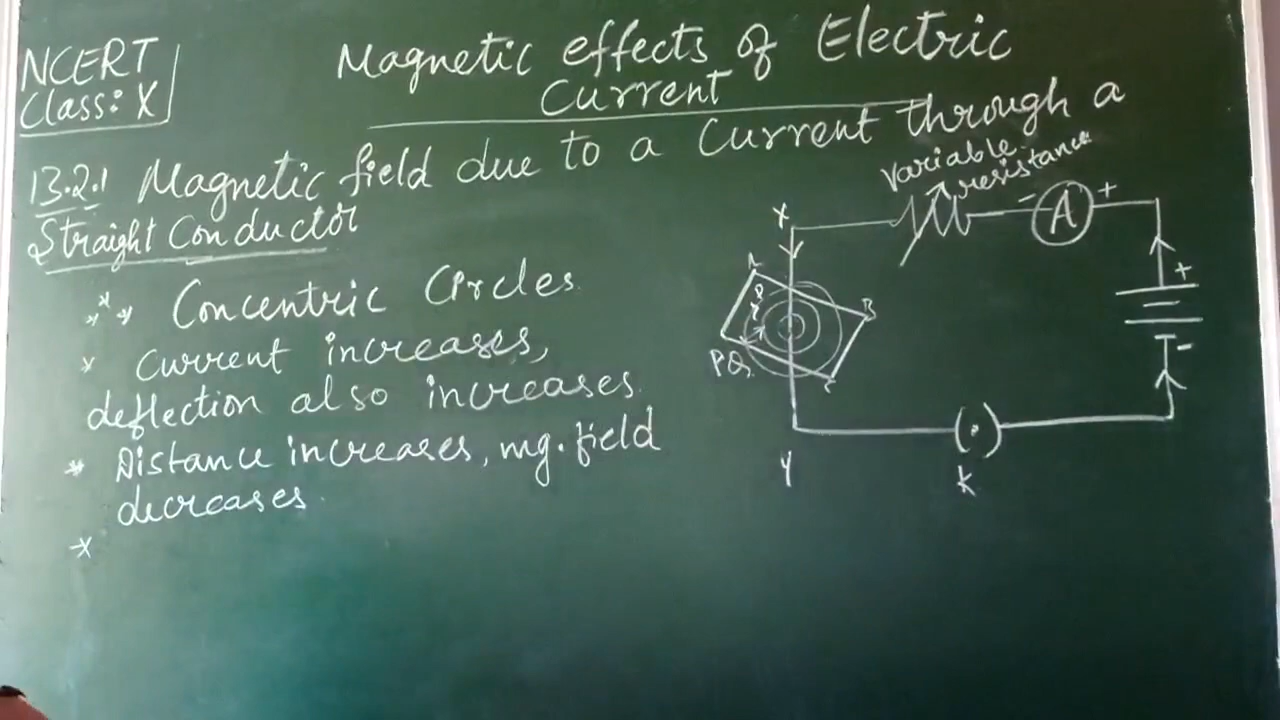 NCERT
Class: X
Magnetic effects of Electric
Current
13.2.1 Magnetic field due to a Current through a
Straight Conductor
Concentric Circles
Current increases,
deflection also increases.
Distance increases, mg. field
decreases.
Variable
resistance
X
- A +
+
-
A
B
P
C
Y
K